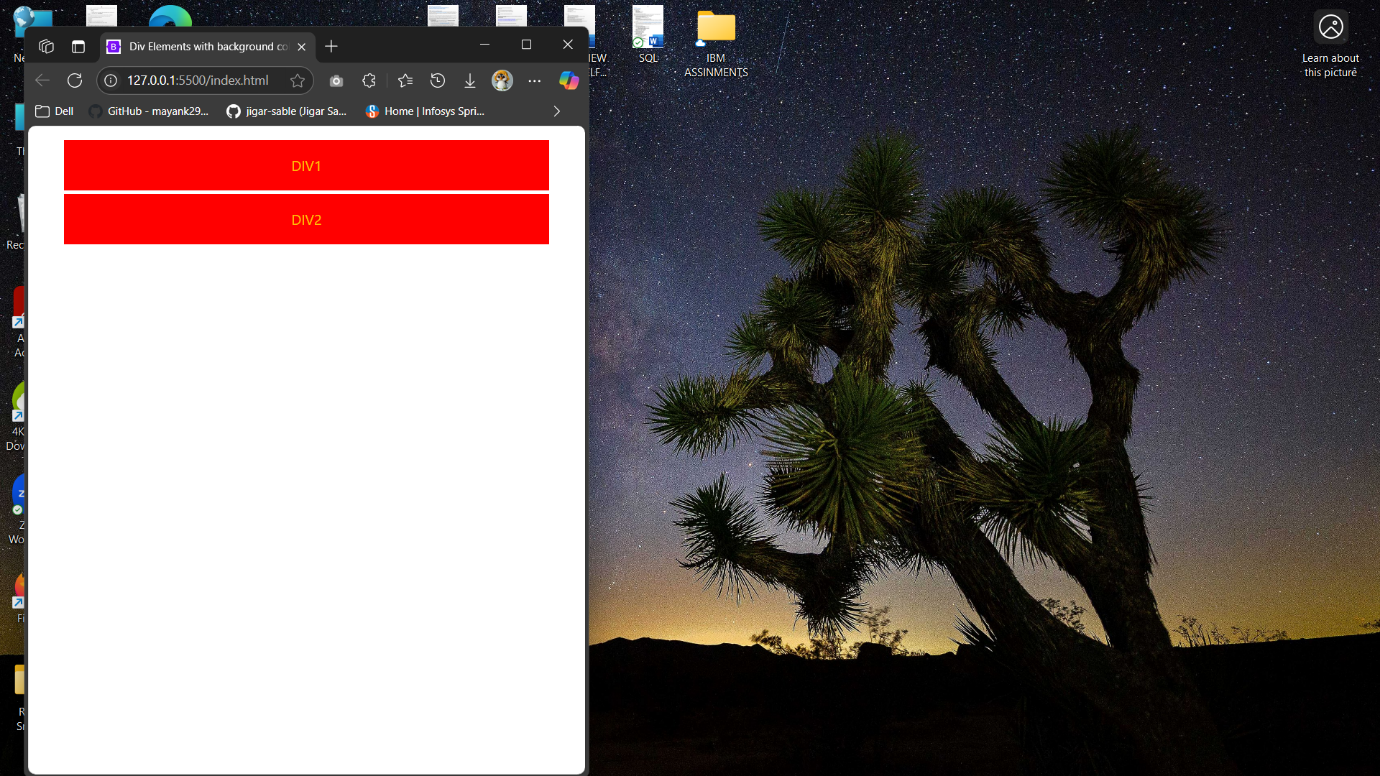 Div Elements with background co
127.0.0.1:5500/index.html
Dell
GitHub - mayank29...
jigar-sable (Jigar Sa...
Home | Infosys Spri...
DIV1
DIV2
SQL
IBM
ASSINMENTS
Learn about
this picture